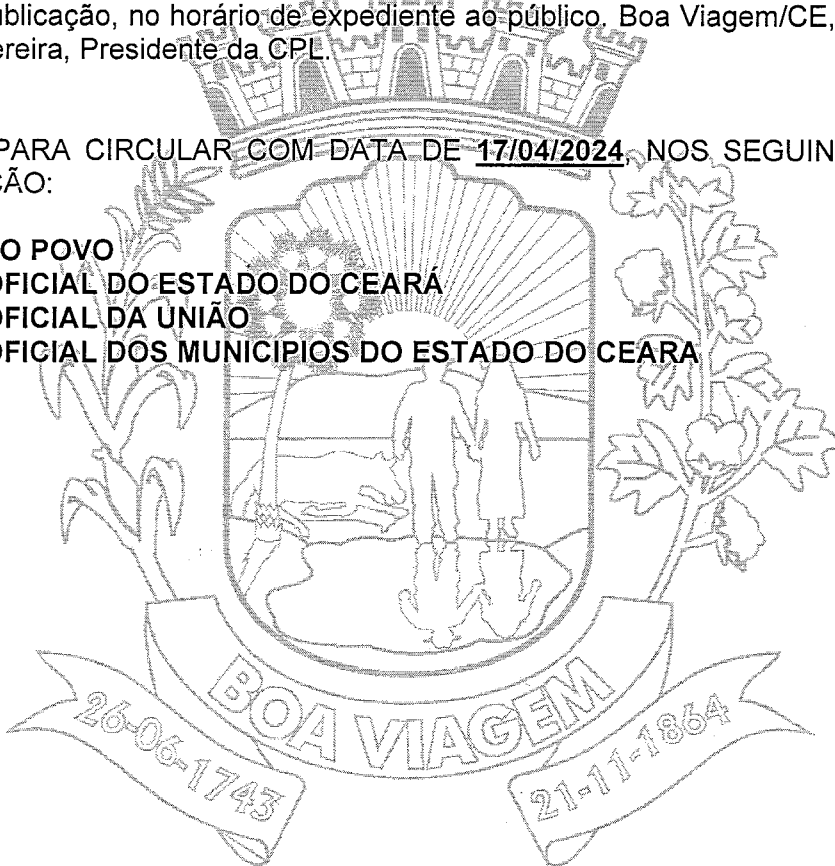 ublicação, no horário de expediente ao público. Boa Viagem/CE,
ereira, Presidente da CPL.
PARA CIRCULAR COM DATA DE 17/04/2024, NOS SEGUIN
ÇÃO:
O POVO
OFICIAL DO ESTADO DO CEARÁ
OFICIAL DA UNIÃO
OFICIAL DOS MUNICIPIOS DO ESTADO DO CEARA
BOA VIAGEM
26-06-1743
21-11-1864